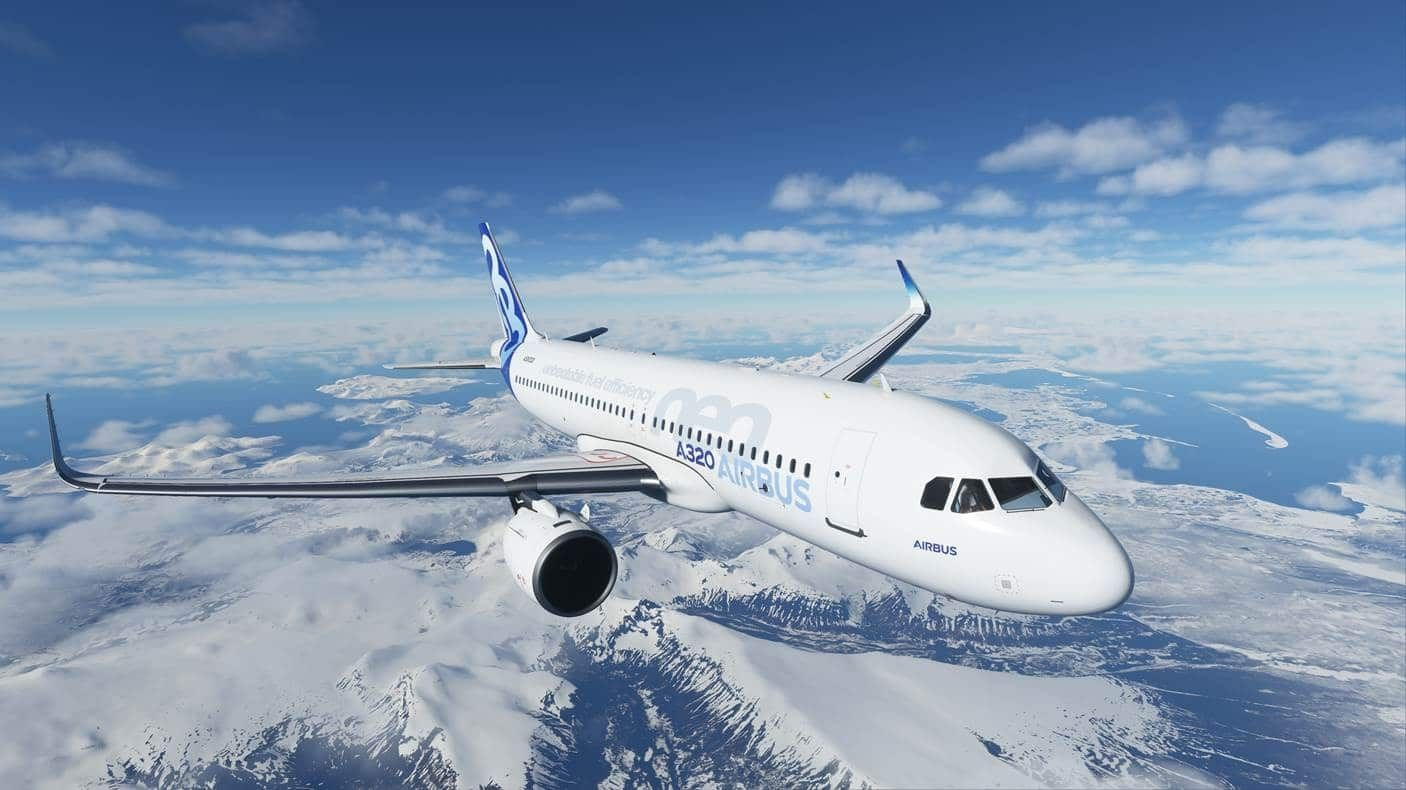 unbeatable fuel efficiency
neo
A320 AIRBUS
AIRBUS